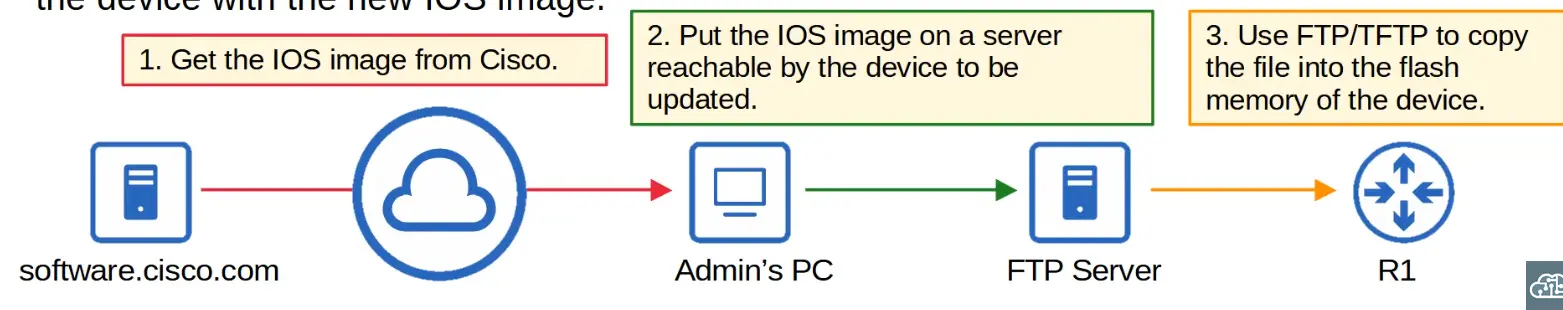 the device with the new IOS image.
1. Get the IOS image from Cisco.
2. Put the IOS image on a server
reachable by the device to be
updated.
3. Use FTP/TFTP to copy
the file into the flash
memory of the device.
software.cisco.com
Admin's PC
FTP Server
R1